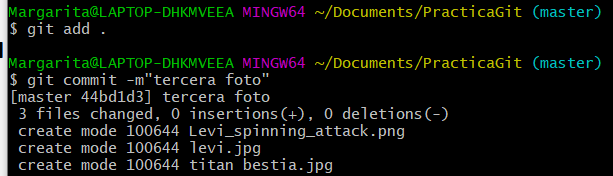 Margarita@LAPTOP-DHKMVEEA MINGW64 ~/Documents/PracticaGit (master)
$ git add .
Margarita@LAPTOP-DHKMVEEA MINGW64 ~/Documents/PracticaGit (master)
$ git commit -m"tercera foto"
[master 44bd1d3] tercera foto
 3 files changed, 0 insertions(+), 0 deletions(-)
 create mode 100644 Levi_spinning_attack.png
 create mode 100644 levi.jpg
 create mode 100644 titan bestia.jpg